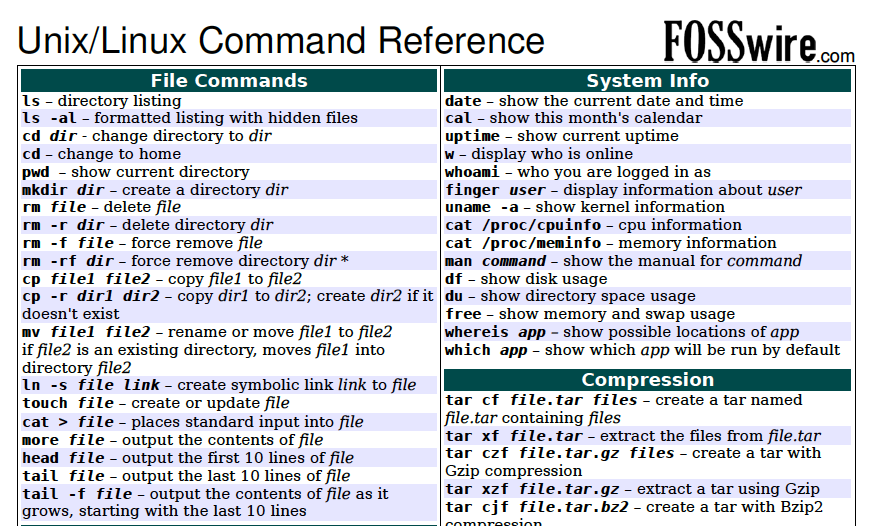 Unix/Linux Command Reference
FOSSwire.com
File Commands
ls – directory listing
ls -al – formatted listing with hidden files
cd dir - change directory to dir
cd – change to home
pwd – show current directory
mkdir dir – create a directory dir
rm file – delete file
rm -r dir – delete directory dir
rm -f file – force remove file
rm -rf dir – force remove directory dir *
cp file1 file2 – copy file1 to file2
cp -r dir1 dir2 – copy dir1 to dir2; create dir2 if it
doesn't exist
mv file1 file2 – rename or move file1 to file2
if file2 is an existing directory, moves file1 into
directory file2
ln -s file link – create symbolic link link to file
touch file – create or update file
cat > file – places standard input into file
more file – output the contents of file
head file – output the first 10 lines of file
tail file – output the last 10 lines of file
tail -f file – output the contents of file as it
grows, starting with the last 10 lines
System Info
date – show the current date and time
cal – show this month's calendar
uptime – show current uptime
w – display who is online
whoami – who you are logged in as
finger user – display information about user
uname -a – show kernel information
cat /proc/cpuinfo – cpu information
cat /proc/meminfo – memory information
man command – show the manual for command
df – show disk usage
du – show directory space usage
free – show memory and swap usage
whereis app – show possible locations of app
which app – show which app will be run by default
Compression
tar cf file.tar files – create a tar named
file.tar containing files
tar xf file.tar – extract the files from file.tar
tar czf file.tar.gz files – create a tar with
Gzip compression
tar xzf file.tar.gz – extract a tar using Gzip
tar cjf file.tar.bz2 – create a tar with Bzip2
compression